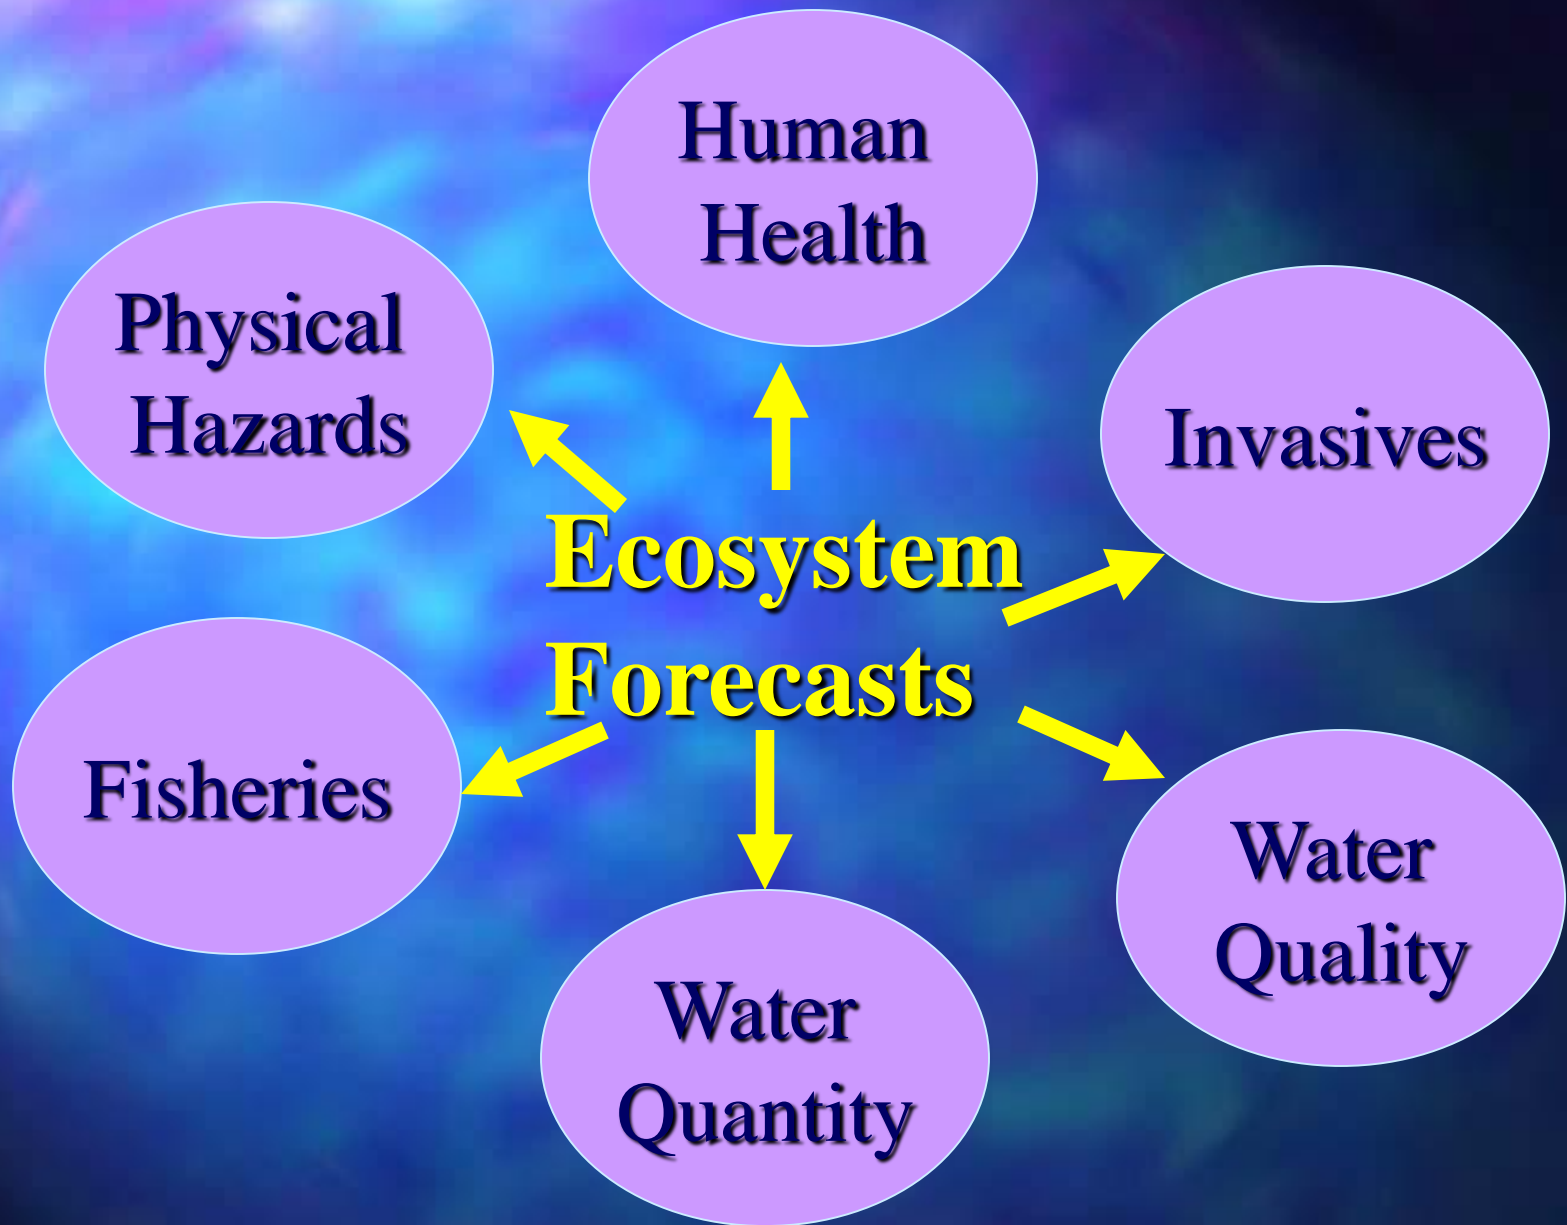 Human
Health
Physical
Hazards
Invasives
Ecosystem
Forecasts
Fisheries
Water
Quality
Water
Quantity